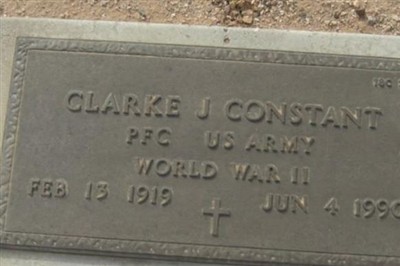 CLARKE J CONSTANT
PFC US ARMY
WORLD WAR II
FEB 13 1919 JUN 4 1990